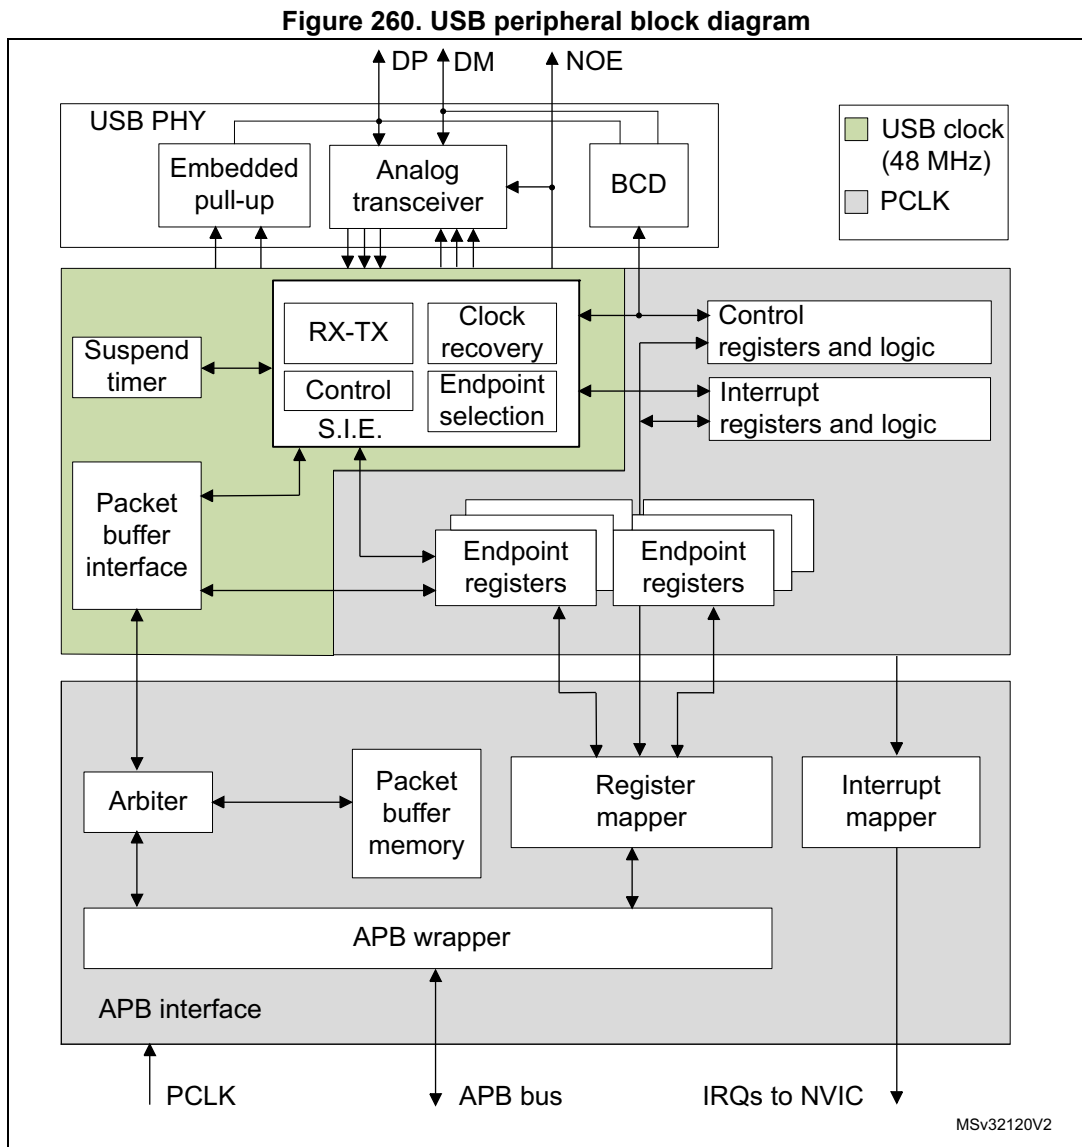 Figure 260. USB peripheral block diagram
DP
DM
NOE
USB PHY
Embedded
pull-up
Analog
transceiver
BCD
USB clock
(48 MHz)
PCLK
Suspend
timer
RX-TX
Clock
recovery
Control
Endpoint
selection
S.I.E.
Control
registers and logic
Interrupt
registers and logic
Packet
buffer
interface
Endpoint
registers
Endpoint
registers
Arbiter
Packet
buffer
memory
Register
mapper
Interrupt
mapper
APB wrapper
APB interface
PCLK
APB bus
IRQs to NVIC
MSv32120V2